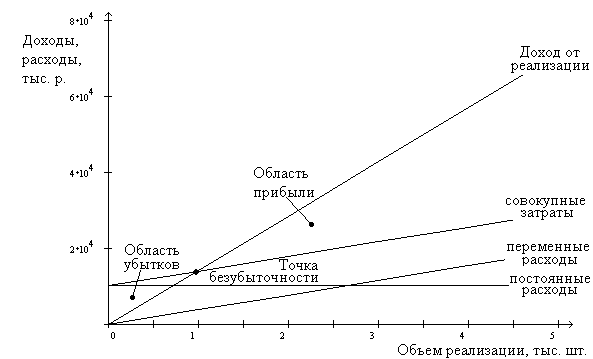 Доходы,
расходы,
тыс. р.
8*10⁴
6*10⁴
4*10⁴
2*10⁴
Доход от
реализации
Область
прибыли
совокупные
затраты
Область
убытков
Точка
безубыточности
переменные
расходы
постоянные
расходы
0 1 2 3 4 5
Объем реализации, тыс. шт.